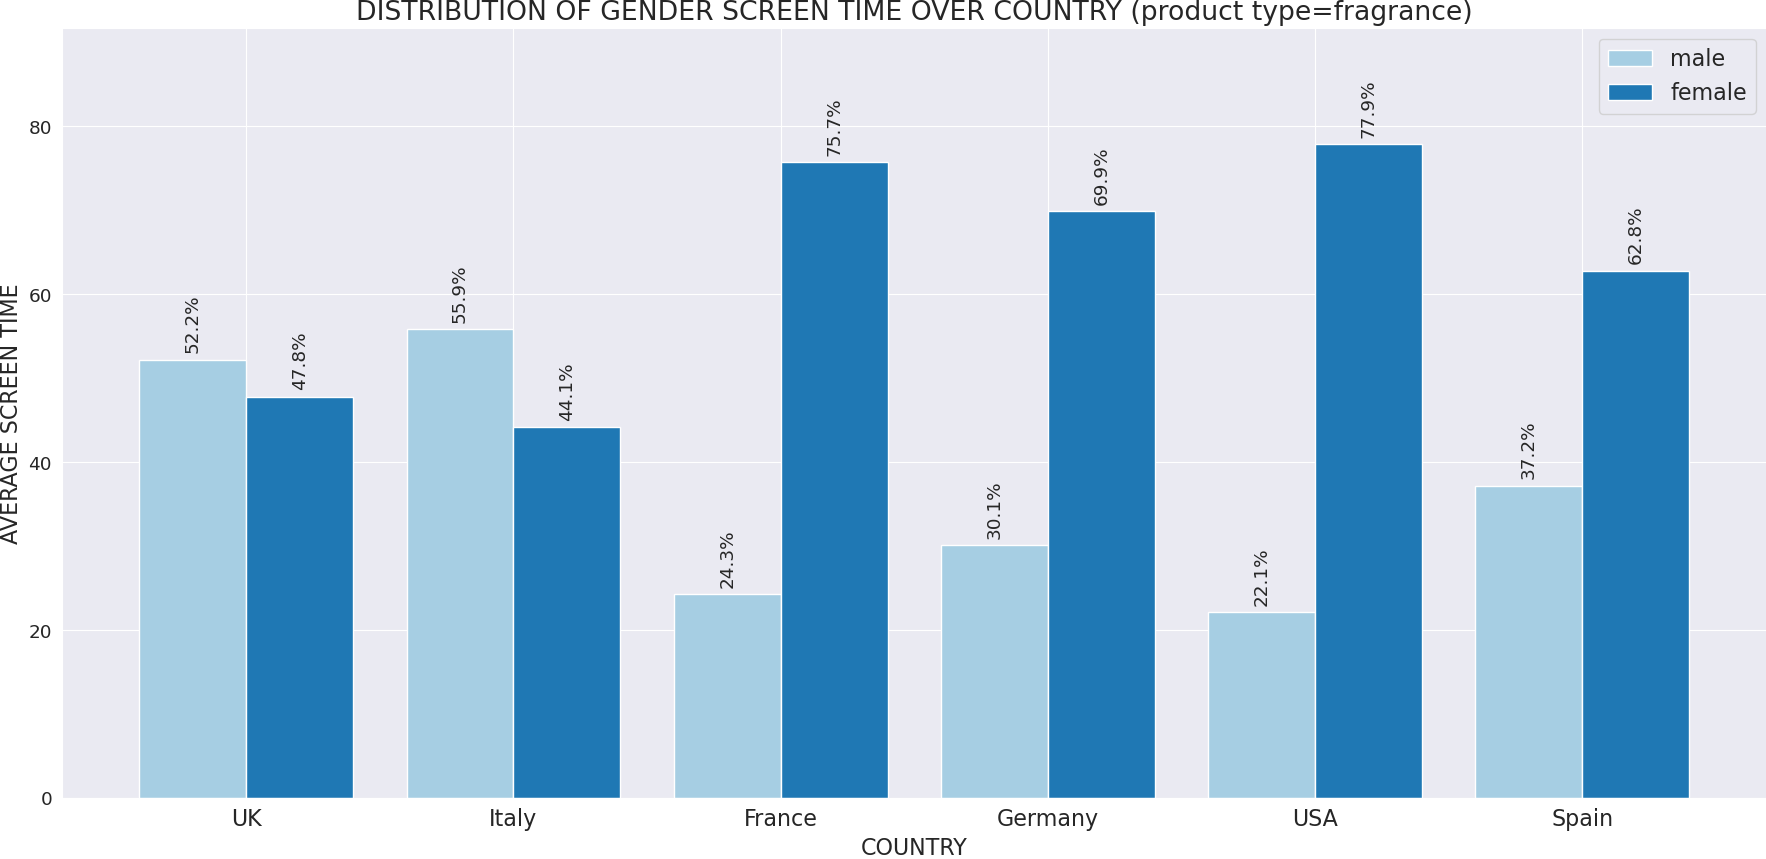 DISTRIBUTION OF GENDER SCREEN TIME OVER COUNTRY (product type=fragrance)
male
female
AVERAGE SCREEN TIME
80
60
40
20
0
52.2%
47.8%
55.9%
44.1%
24.3%
75.7%
30.1%
69.9%
22.1%
77.9%
37.2%
62.8%
UK
Italy
France
Germany
USA
Spain
COUNTRY